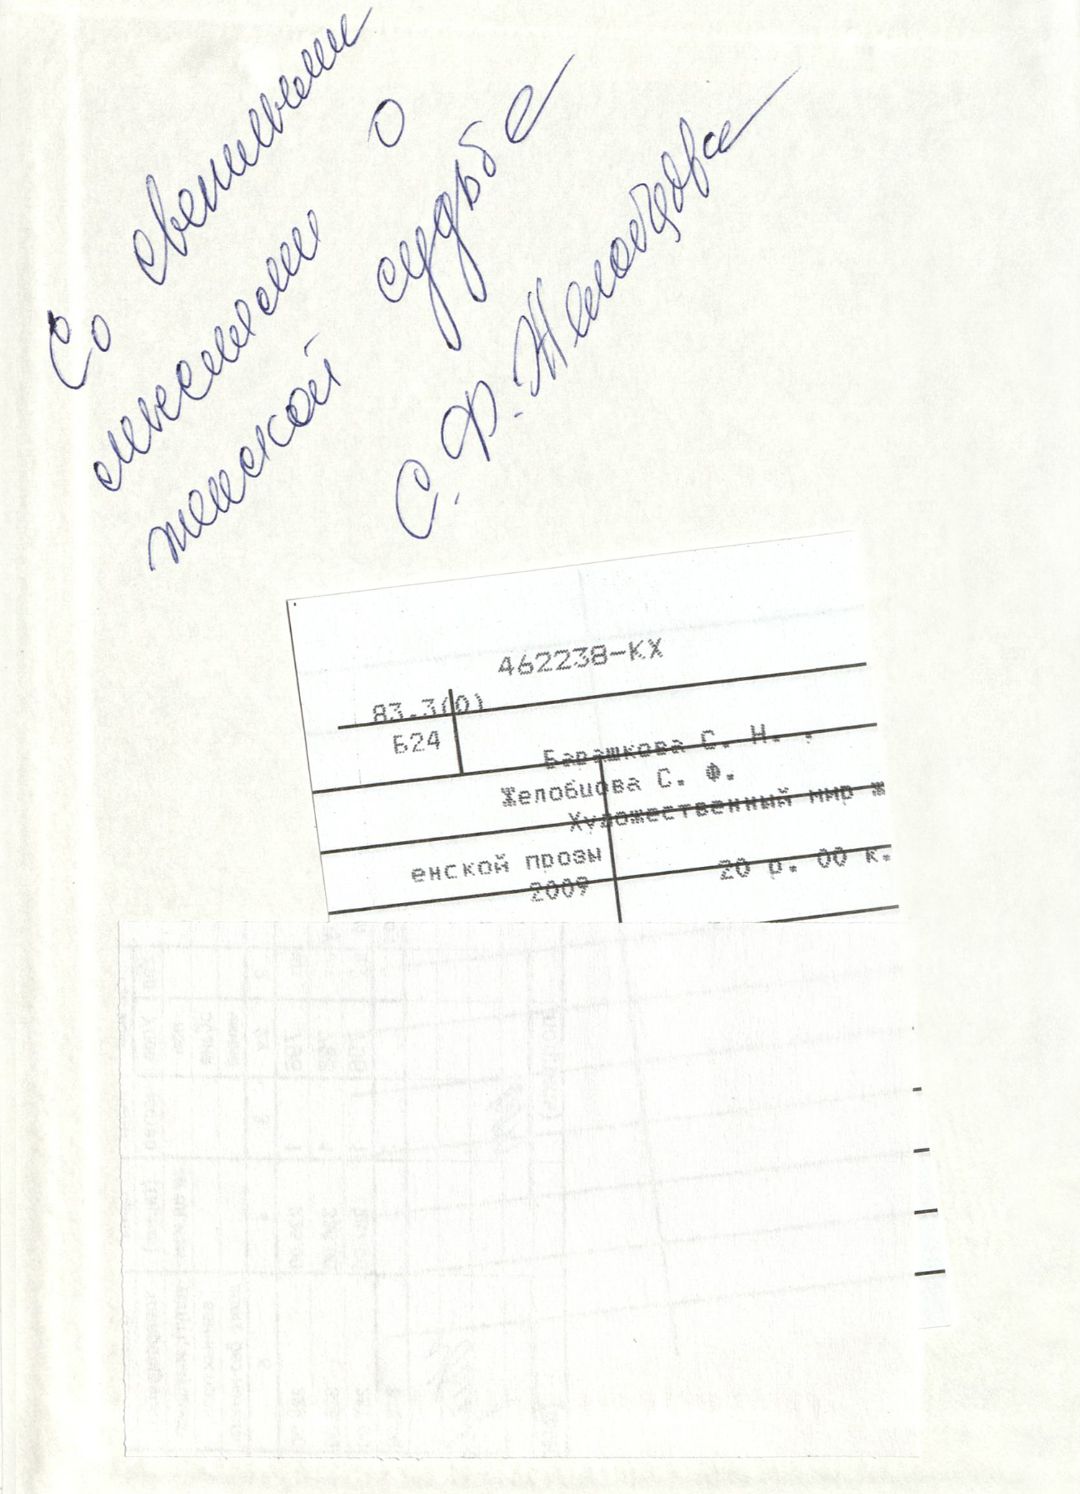 Со светлыми
мыслями о
женской судьбе
С.Ф. Желобцова
462238-КХ
83.3(0)
Б24
Барашкова С. Н. .
Желобцова С. Ф.
Художественный мир ж
енской прозы
2009 20 р. 00 к.